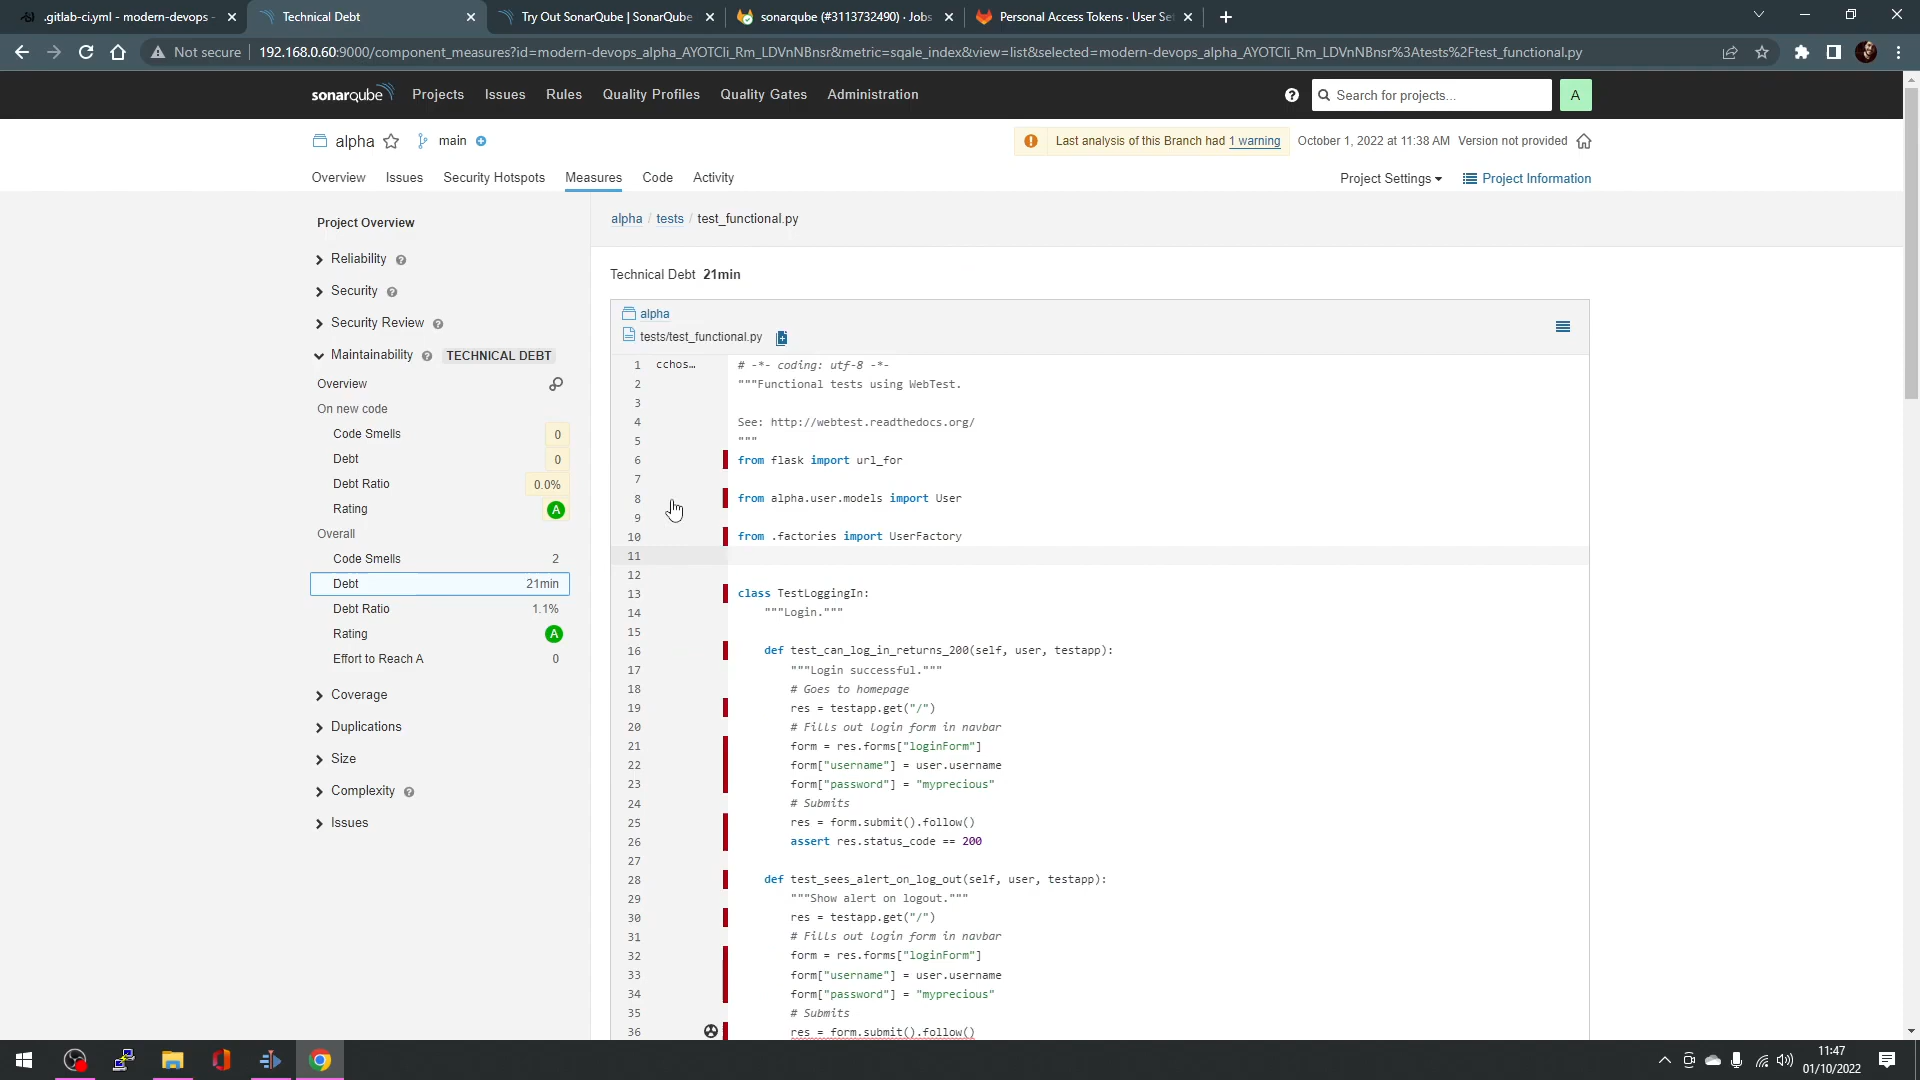 .gitlab-ci.yml - modern-devops -
Technical Debt
Try Out SonarQube | SonarQube
sonarqube (#3113732490) · Jobs
Personal Access Tokens · User Se
Not secure
192.168.0.60:9000/component_measures?id=modern-devops_alpha_AYOTCli_Rm_LDVnNBnsr&metric=sqale_index&view=list&selected=modern-devops_alpha_AYOTCli_Rm_LDVnNBnsr%3Atests%2Ftest_functional.py
sonarqube
Projects
Issues
Rules
Quality Profiles
Quality Gates
Administration
Search for projects...
A
alpha
main
Last analysis of this Branch had 1 warning
October 1, 2022 at 11:38 AM
Version not provided
Overview
Issues
Security Hotspots
Measures
Code
Activity
Project Settings
Project Information
Project Overview
Reliability
Security
Security Review
Maintainability
TECHNICAL DEBT
Overview
On new code
Code Smells 0
Debt 0
Debt Ratio 0.0%
Rating A
Overall
Code Smells 2
Debt 21min
Debt Ratio 1.1%
Rating A
Effort to Reach A 0
Coverage
Duplications
Size
Complexity
Issues
alpha / tests / test_functional.py
Technical Debt 21min
alpha
tests/test_functional.py
1 cchos… # -*- coding: utf-8 -*-
2 """Functional tests using WebTest.
3
4 See: http://webtest.readthedocs.org/
5 """
6 from flask import url_for
7
8 from alpha.user.models import User
9
10 from .factories import UserFactory
11
12
13 class TestLoggingIn:
14 """Login."""
15
16 def test_can_log_in_returns_200(self, user, testapp):
17 """Login successful."""
18 # Goes to homepage
19 res = testapp.get("/")
20 # Fills out login form in navbar
21 form = res.forms["loginForm"]
22 form["username"] = user.username
23 form["password"] = "myprecious"
24 # Submits
25 res = form.submit().follow()
26 assert res.status_code == 200
27
28 def test_sees_alert_on_log_out(self, user, testapp):
29 """Show alert on logout."""
30 res = testapp.get("/")
31 # Fills out login form in navbar
32 form = res.forms["loginForm"]
33 form["username"] = user.username
34 form["password"] = "myprecious"
35 # Submits
36 res = form.submit().follow()
11:47
01/10/2022